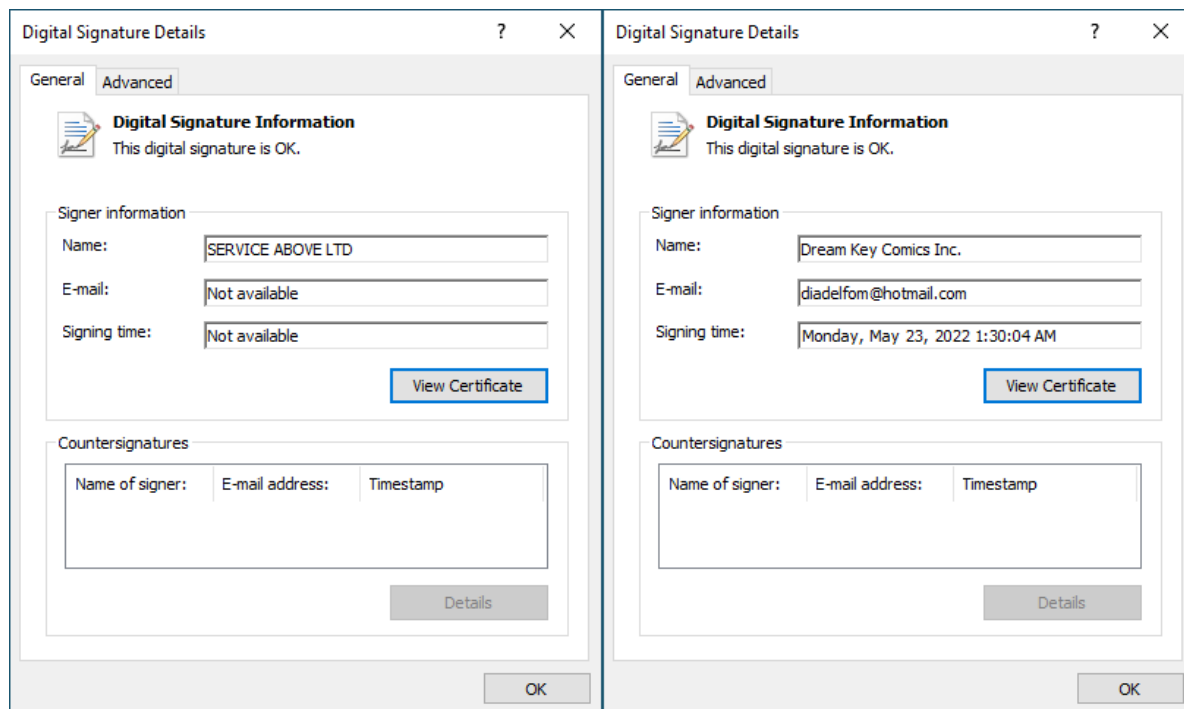 Digital Signature Details ? X
General Advanced
Digital Signature Information
This digital signature is OK.
Signer information
Name: SERVICE ABOVE LTD
E-mail: Not available
Signing time: Not available
View Certificate
Countersignatures
Name of signer: E-mail address: Timestamp
Details
OK
Digital Signature Details ? X
General Advanced
Digital Signature Information
This digital signature is OK.
Signer information
Name: Dream Key Comics Inc.
E-mail: diadelfom@hotmail.com
Signing time: Monday, May 23, 2022 1:30:04 AM
View Certificate
Countersignatures
Name of signer: E-mail address: Timestamp
Details
OK